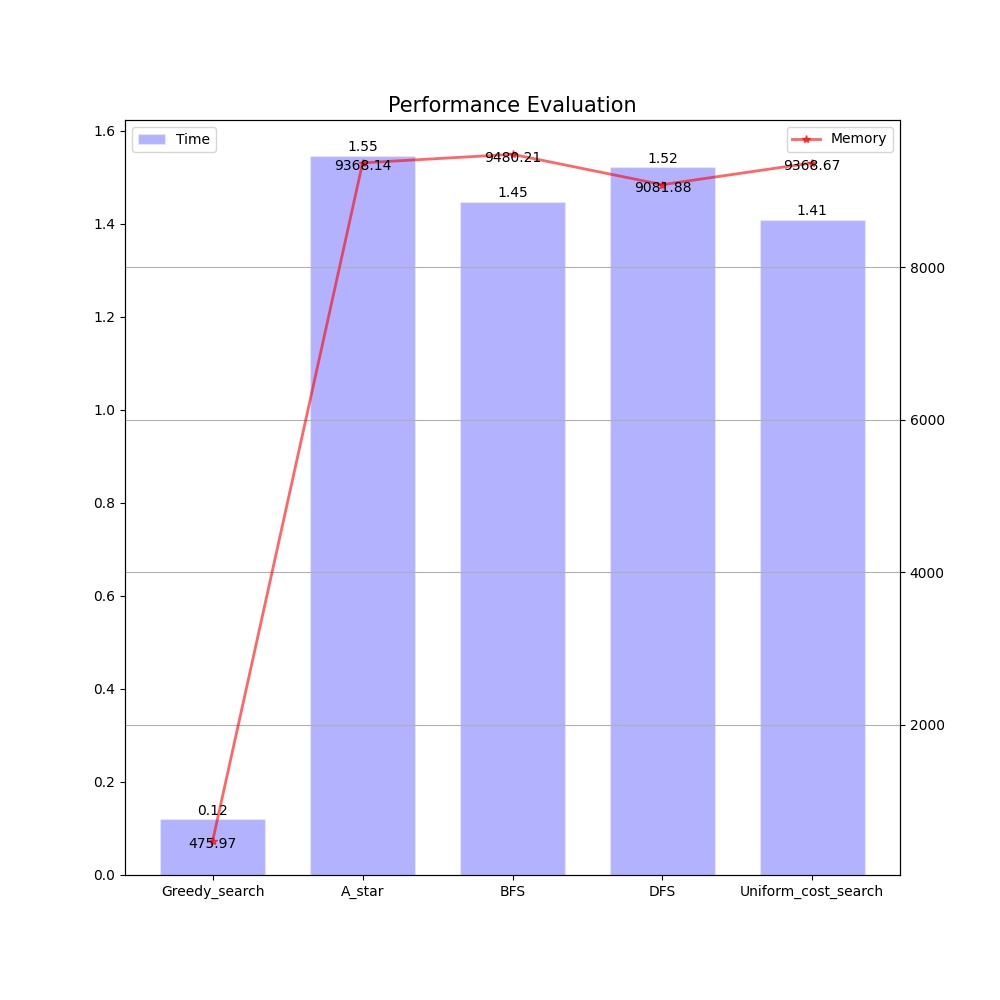 Performance Evaluation
Time
Memory
1.6
1.4
1.2
1.0
0.8
0.6
0.4
0.2
0.0
8000
6000
4000
2000
0.12
1.55
1.45
1.52
1.41
475.97
9368.14
9480.21
9081.88
9368.67
Greedy_search
A_star
BFS
DFS
Uniform_cost_search